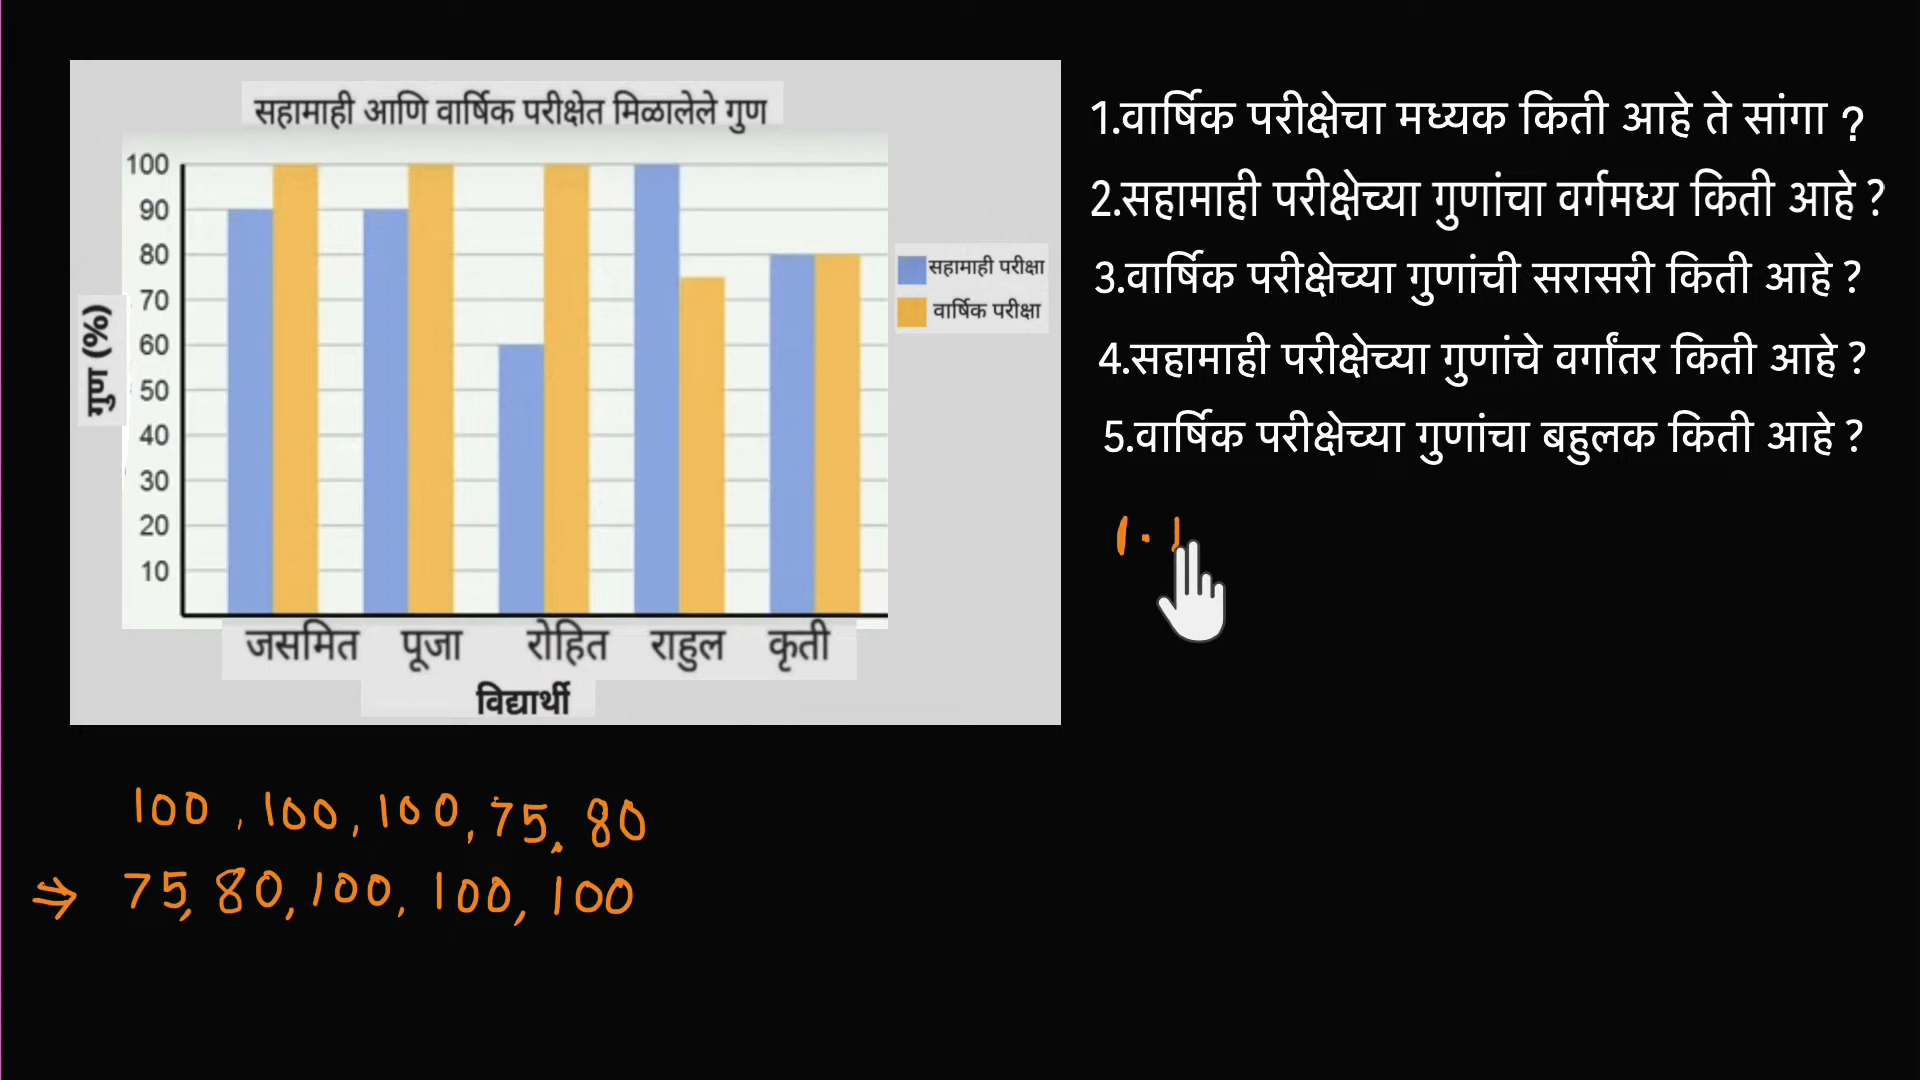 सहामाही आणि वार्षिक परीक्षेत मिळालेले गुण
100
90
80
70
60
50
40
30
20
10
गुण (%)
जसमित पूजा रोहित राहुल कृती
विद्यार्थी
सहामाही परीक्षा
वार्षिक परीक्षा
1.वार्षिक परीक्षेचा मध्यक किती आहे ते सांगा ?
2.सहामाही परीक्षेच्या गुणांचा वर्गमध्य किती आहे ?
3.वार्षिक परीक्षेच्या गुणांची सरासरी किती आहे ?
4.सहामाही परीक्षेच्या गुणांचे वर्गांतर किती आहे ?
5.वार्षिक परीक्षेच्या गुणांचा बहुलक किती आहे ?
1. 1
100, 100, 100, 75, 80
⇒ 75, 80, 100, 100, 100